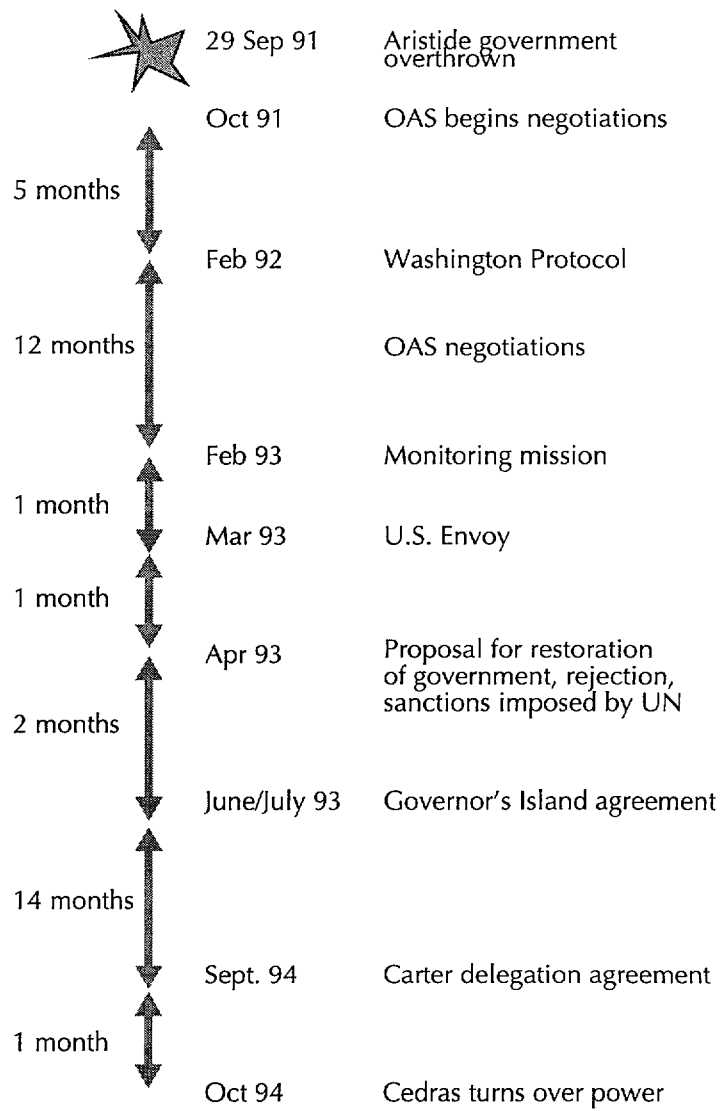 29 Sep 91 Aristide government
overthrown
Oct 91 OAS begins negotiations
5 months
Feb 92 Washington Protocol
12 months OAS negotiations
Feb 93 Monitoring mission
1 month
Mar 93 U.S. Envoy
1 month
Apr 93 Proposal for restoration
of government, rejection,
sanctions imposed by UN
2 months
June/July 93 Governor's Island agreement
14 months
Sept. 94 Carter delegation agreement
1 month
Oct 94 Cedras turns over power